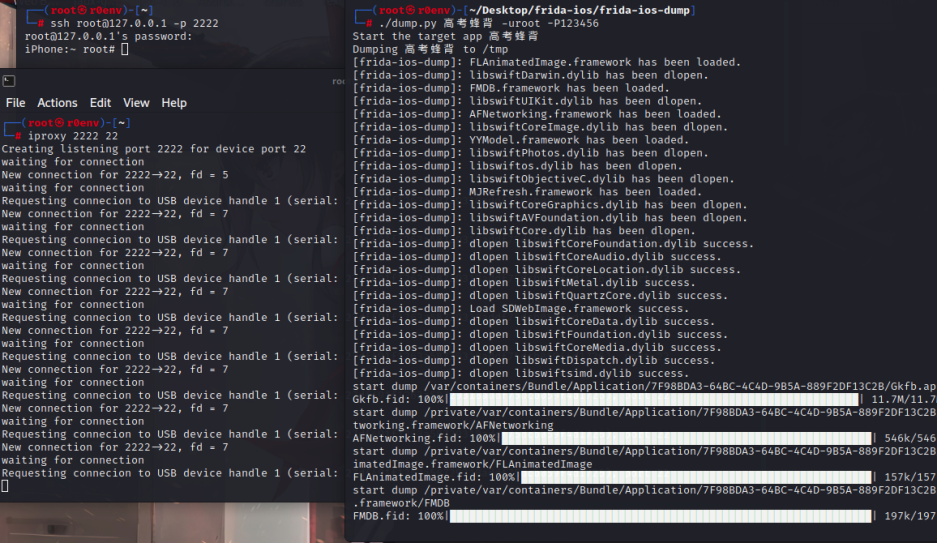 ┌──(root㉿r0env)-[~]
└─# ssh root@127.0.0.1 -p 2222
root@127.0.0.1's password:
iPhone:~ root#
File Actions Edit View Help
┌──(root㉿r0env)-[~]
└─# iproxy 2222 22
Creating listening port 2222 for device port 22
waiting for connection
New connection for 2222→22, fd = 5
waiting for connection
Requesting connecion to USB device handle 1 (serial:
New connection for 2222→22, fd = 7
waiting for connection
Requesting connecion to USB device handle 1 (serial:
New connection for 2222→22, fd = 7
waiting for connection
Requesting connecion to USB device handle 1 (serial:
New connection for 2222→22, fd = 7
waiting for connection
Requesting connecion to USB device handle 1 (serial:
New connection for 2222→22, fd = 7
waiting for connection
Requesting connecion to USB device handle 1 (serial:
New connection for 2222→22, fd = 7
waiting for connection
Requesting connecion to USB device handle 1 (serial:
New connection for 2222→22, fd = 7
waiting for connection
Requesting connecion to USB device handle 1 (serial:
New connection for 2222→22, fd = 7
waiting for connection
Requesting connecion to USB device handle 1 (serial:
┌──(root㉿r0env)-[~/Desktop/frida-ios/frida-ios-dump]
└─# ./dump.py 高考蜂背 -uroot -P123456
Start the target app 高考蜂背
Dumping 高考蜂背 to /tmp
[frida-ios-dump]: FLAnimatedImage.framework has been loaded.
[frida-ios-dump]: libswiftDarwin.dylib has been dlopen.
[frida-ios-dump]: FMDB.framework has been loaded.
[frida-ios-dump]: libswiftUIKit.dylib has been dlopen.
[frida-ios-dump]: AFNetworking.framework has been loaded.
[frida-ios-dump]: libswiftCoreImage.dylib has been dlopen.
[frida-ios-dump]: YYModel.framework has been loaded.
[frida-ios-dump]: libswiftPhotos.dylib has been dlopen.
[frida-ios-dump]: libswiftos.dylib has been dlopen.
[frida-ios-dump]: libswiftObjectiveC.dylib has been dlopen.
[frida-ios-dump]: MJRefresh.framework has been loaded.
[frida-ios-dump]: libswiftCoreGraphics.dylib has been dlopen.
[frida-ios-dump]: libswiftAVFoundation.dylib has been dlopen.
[frida-ios-dump]: libswiftCore.dylib has been dlopen.
[frida-ios-dump]: dlopen libswiftCoreFoundation.dylib success.
[frida-ios-dump]: dlopen libswiftCoreAudio.dylib success.
[frida-ios-dump]: dlopen libswiftCoreLocation.dylib success.
[frida-ios-dump]: dlopen libswiftMetal.dylib success.
[frida-ios-dump]: dlopen libswiftQuartzCore.dylib success.
[frida-ios-dump]: Load SDWebImage.framework success.
[frida-ios-dump]: dlopen libswiftCoreData.dylib success.
[frida-ios-dump]: dlopen libswiftFoundation.dylib success.
[frida-ios-dump]: dlopen libswiftCoreMedia.dylib success.
[frida-ios-dump]: dlopen libswiftDispatch.dylib success.
[frida-ios-dump]: dlopen libswiftsimd.dylib success.
start dump /var/containers/Bundle/Application/7F98BDA3-64BC-4C4D-9B5A-889F2DF13C2B/Gkfb.ap
Gkfb.fid: 100%| | 11.7M/11.7
start dump /private/var/containers/Bundle/Application/7F98BDA3-64BC-4C4D-9B5A-889F2DF13C2B
tworking.framework/AFNetworking
AFNetworking.fid: 100%| | 546k/546
start dump /private/var/containers/Bundle/Application/7F98BDA3-64BC-4C4D-9B5A-889F2DF13C2B
imatedImage.framework/FLAnimatedImage
FLAnimatedImage.fid: 100%| | 157k/157
start dump /private/var/containers/Bundle/Application/7F98BDA3-64BC-4C4D-9B5A-889F2DF13C2B
.framework/FMDB
FMDB.fid: 100%| | 197k/197